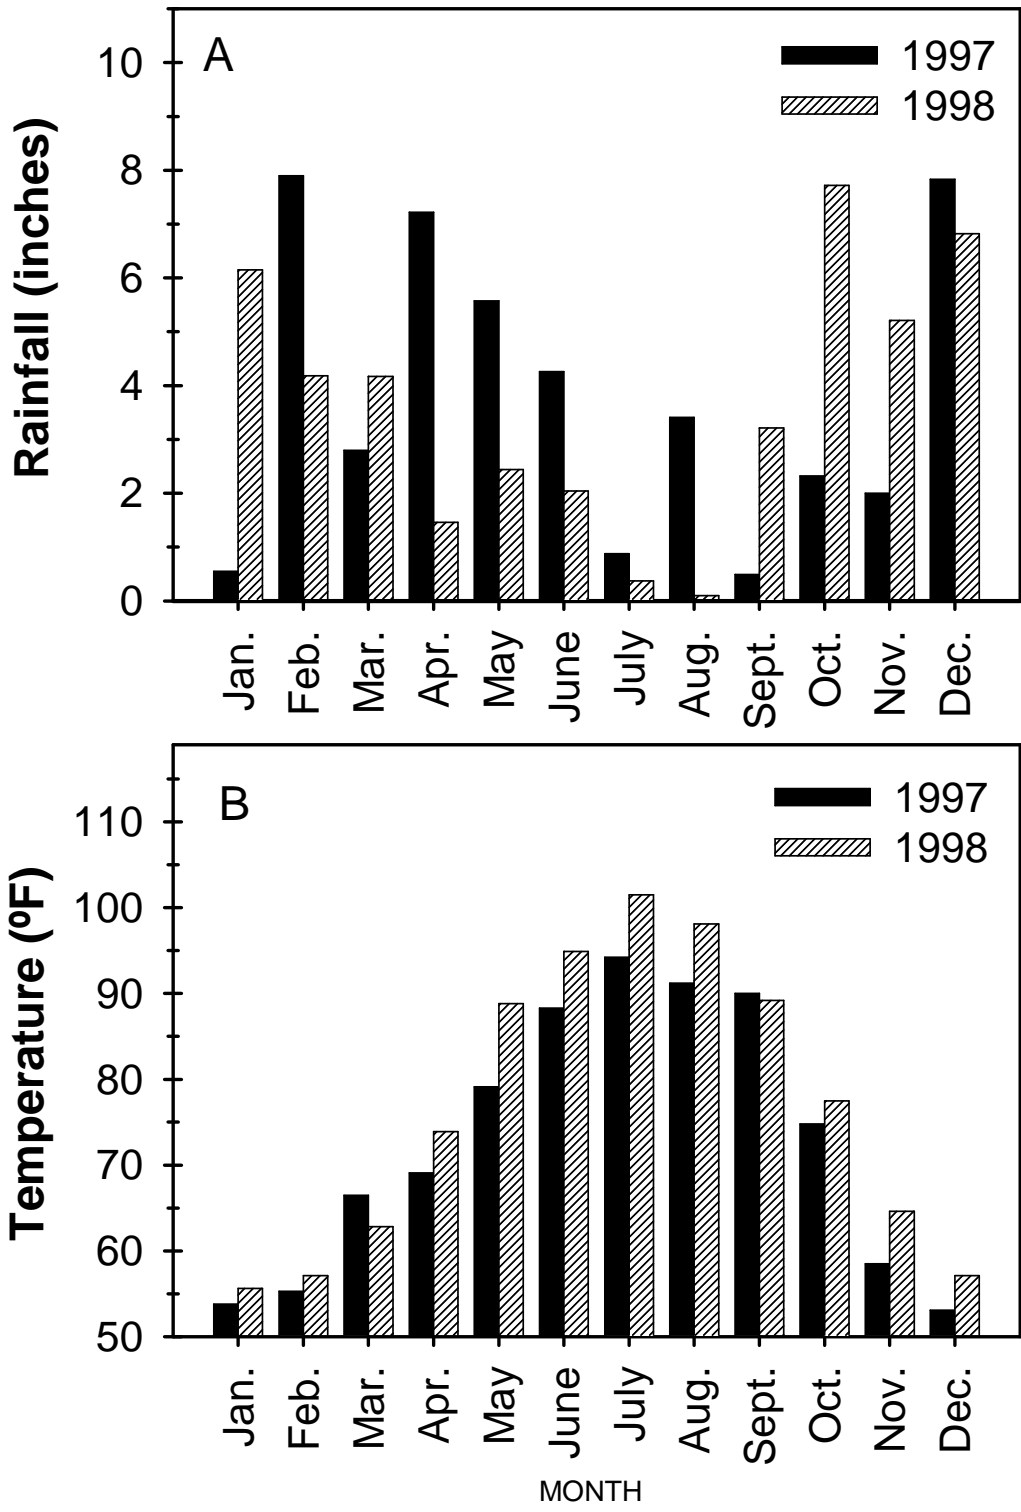 A
1997
1998
Rainfall (inches)
10
8
6
4
2
0
Jan.
Feb.
Mar.
Apr.
May
June
July
Aug.
Sept.
Oct.
Nov.
Dec.
B
1997
1998
Temperature (ºF)
110
100
90
80
70
60
50
Jan.
Feb.
Mar.
Apr.
May
June
July
Aug.
Sept.
Oct.
Nov.
Dec.
MONTH